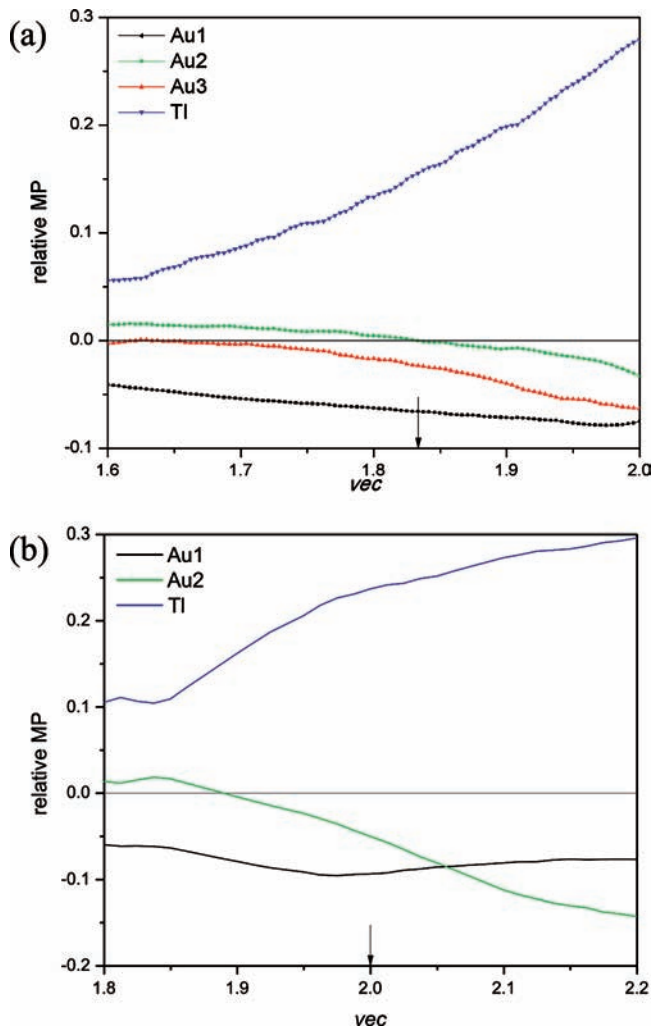 (a)
Au1
Au2
Au3
Tl
relative MP
0.3
0.2
0.1
0.0
-0.1
1.6 1.7 1.8 1.9 2.0
vec
(b)
Au1
Au2
Tl
relative MP
0.3
0.2
0.1
0.0
-0.1
-0.2
1.8 1.9 2.0 2.1 2.2
vec